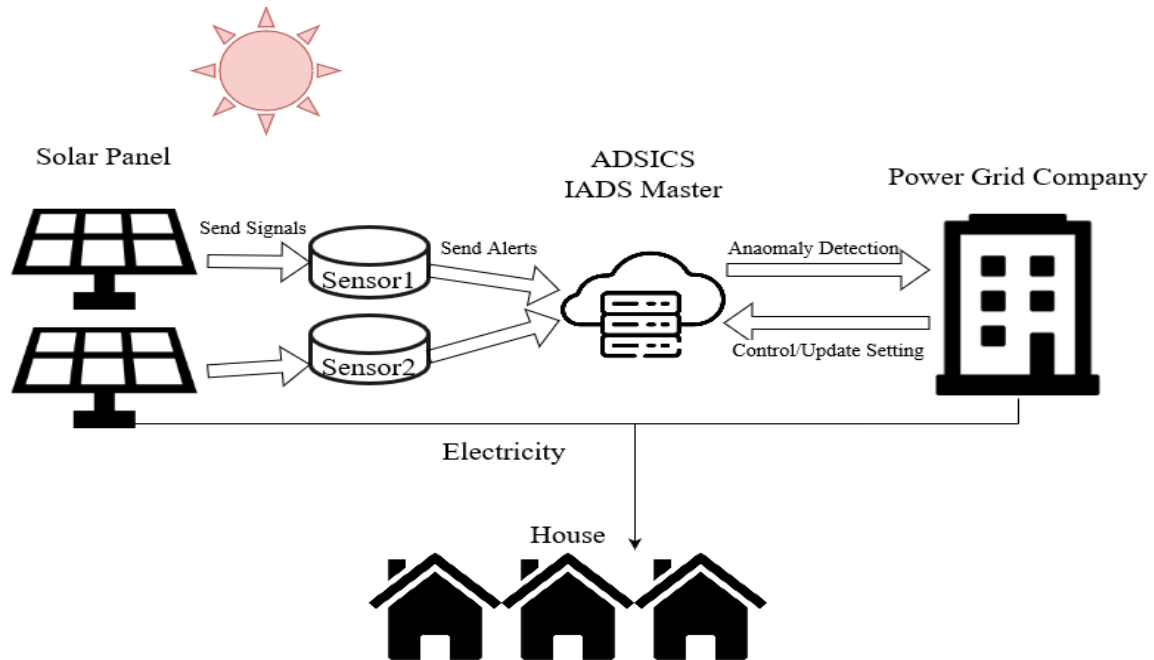 Solar Panel
ADSICS
IADS Master
Power Grid Company
Send Signals
Send Alerts
Anaomaly Detection
Sensor1
Sensor2
Control/Update Setting
Electricity
House